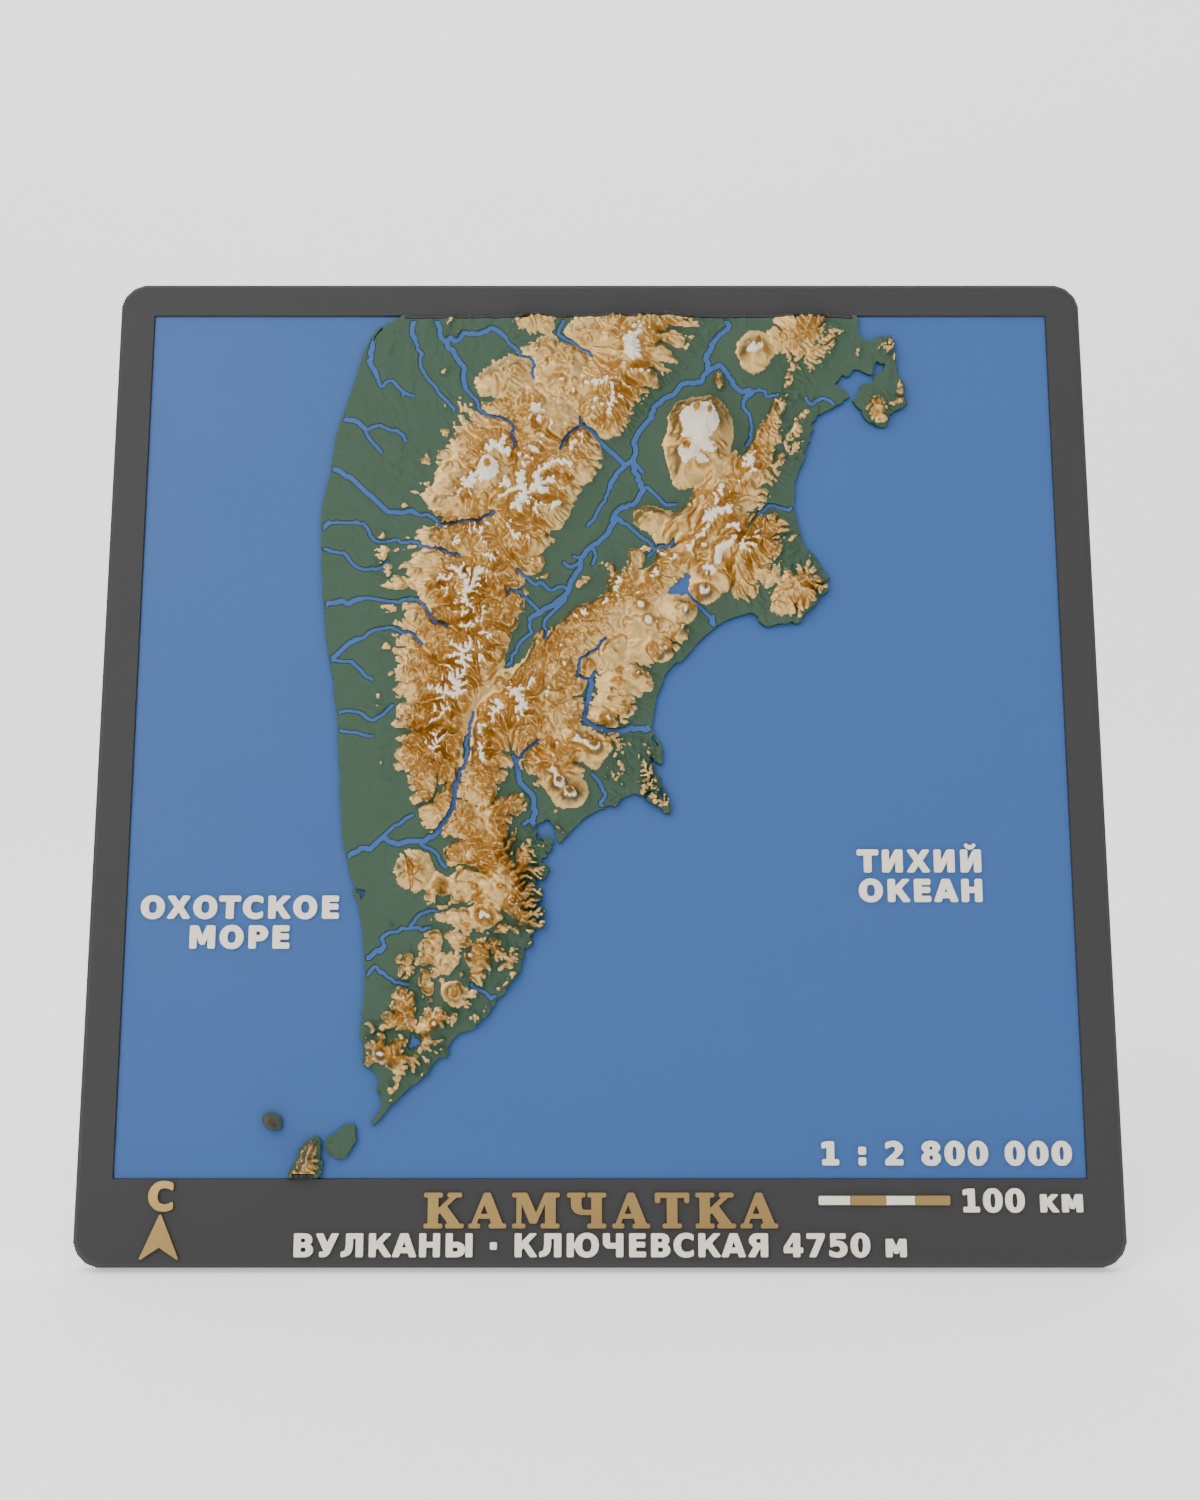 ТИХИЙ
ОКЕАН
ОХОТСКОЕ
МОРЕ
1 : 2 800 000
С
КАМЧАТКА
100 км
ВУЛКАНЫ · КЛЮЧЕВСКАЯ 4750 м